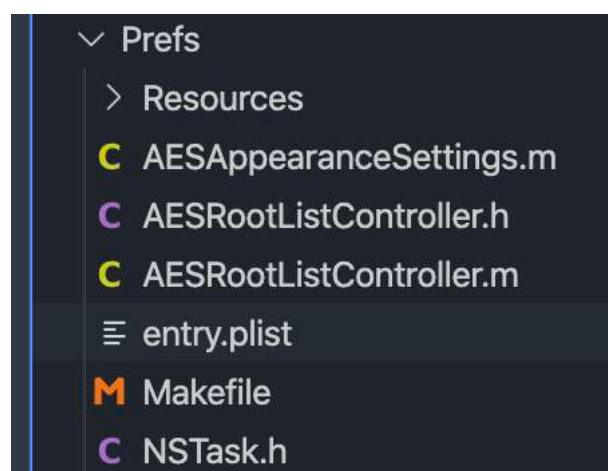 Prefs
Resources
C AESAppearanceSettings.m
C AESRootListController.h
C AESRootListController.m
entry.plist
M Makefile
C NSTask.h